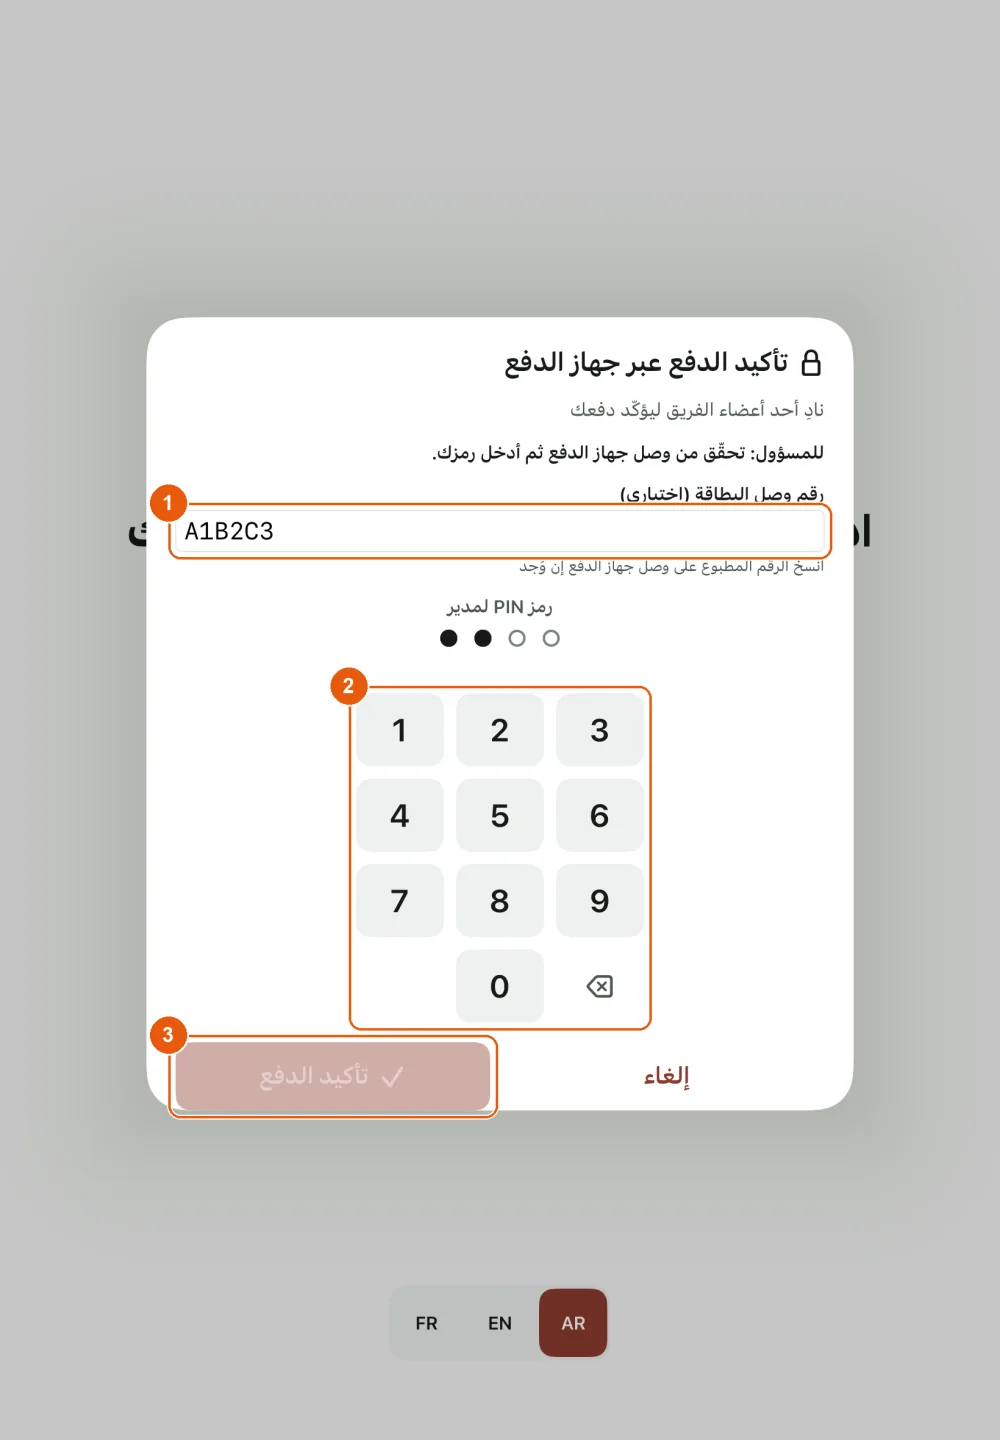 تأكيد الدفع عبر جهاز الدفع
نادِ أحد أعضاء الفريق ليؤكّد دفعك
للمسؤول: تحقّق من وصل جهاز الدفع ثم أدخل رمزك.
رقم وصل البطاقة (اختياري)
1
A1B2C3
انسخ الرقم المطبوع على وصل جهاز الدفع إن وُجد
رمز PIN لمدير
2
1 2 3
4 5 6
7 8 9
0
3
تأكيد الدفع
إلغاء
FR EN AR